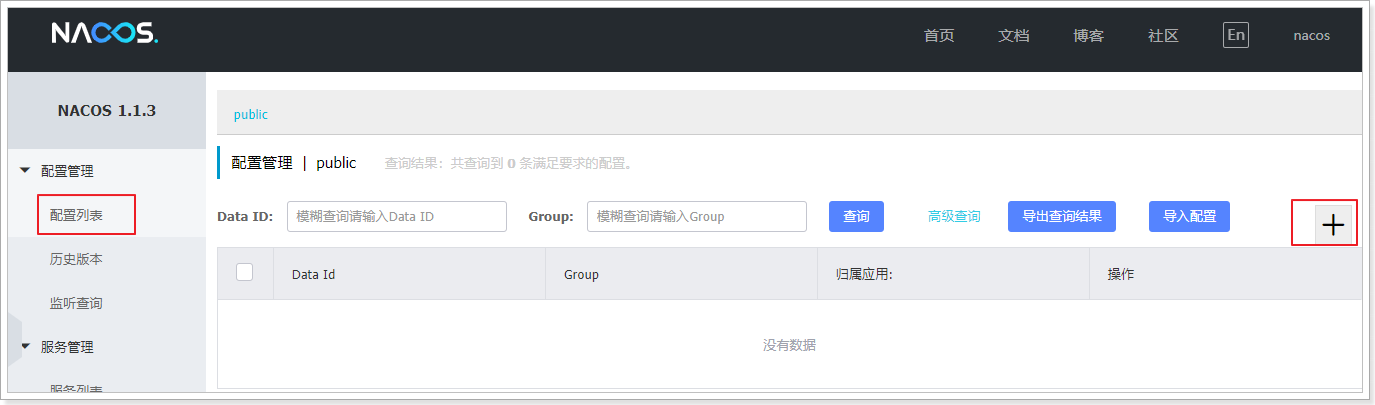 NACOS.
首页 文档 博客 社区 En nacos
NACOS 1.1.3
public
配置管理
配置管理 | public 查询结果：共查询到 0 条满足要求的配置。
配置列表
Data ID: 模糊查询请输入Data ID Group: 模糊查询请输入Group 查询 高级查询 导出查询结果 导入配置
历史版本
Data Id Group 归属应用: 操作
监听查询
服务管理
没有数据
服务列表